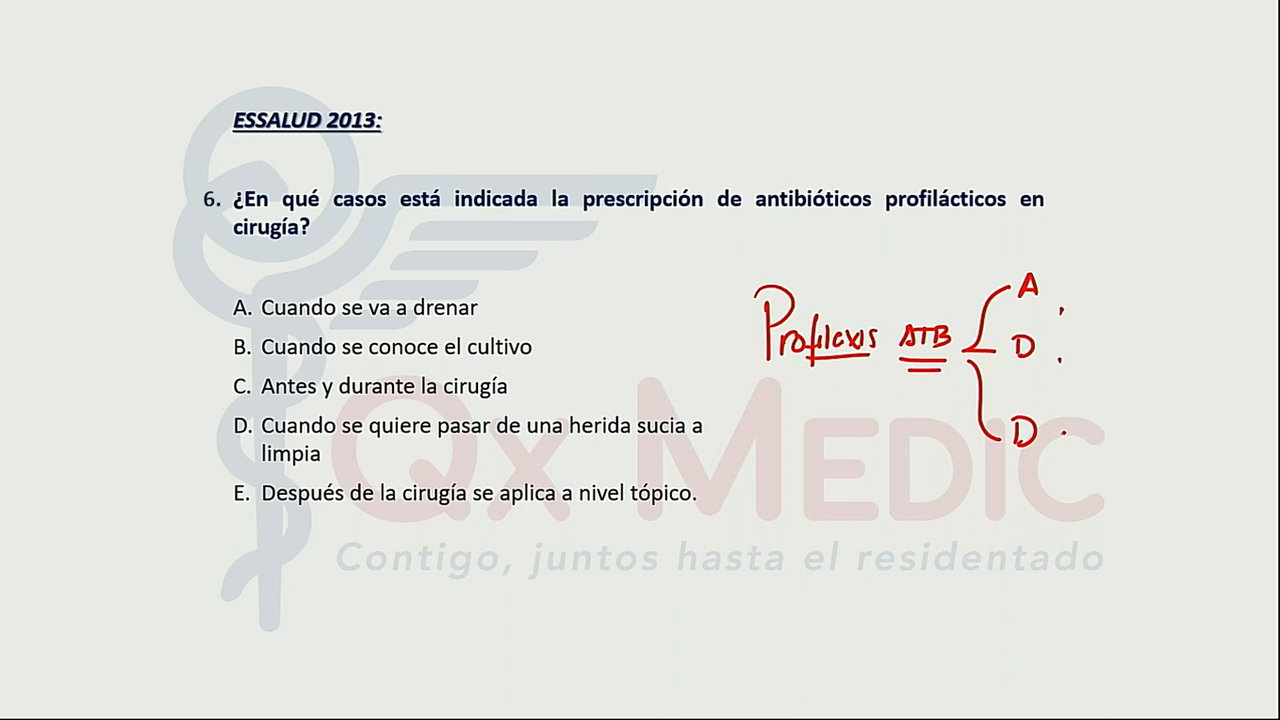 ESSALUD 2013:
6. ¿En qué casos está indicada la prescripción de antibióticos profilácticos en
cirugía?
A. Cuando se va a drenar
B. Cuando se conoce el cultivo
C. Antes y durante la cirugía
D. Cuando se quiere pasar de una herida sucia a
limpia
E. Después de la cirugía se aplica a nivel tópico.
Profilaxis ATB
A :
D .
D .
QX MEDIC
Contigo, juntos hasta el residentado